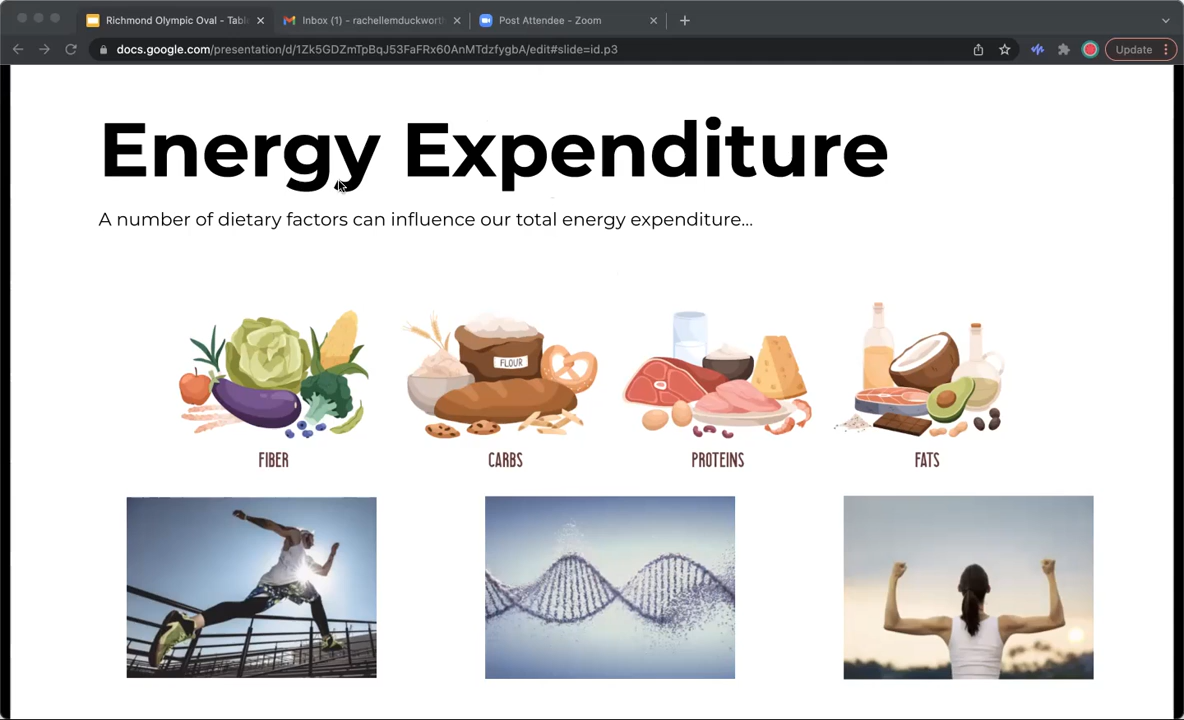 Richmond Olympic Oval - Tabl
Inbox (1) - rachellemduckwort
Post Attendee - Zoom
docs.google.com/presentation/d/1Zk5GDZmTpBqJ53FaFRx60AnMTdzfygbA/edit#slide=id.p3
Update
Energy Expenditure
A number of dietary factors can influence our total energy expenditure...
FLOUR
FIBER
CARBS
PROTEINS
FATS